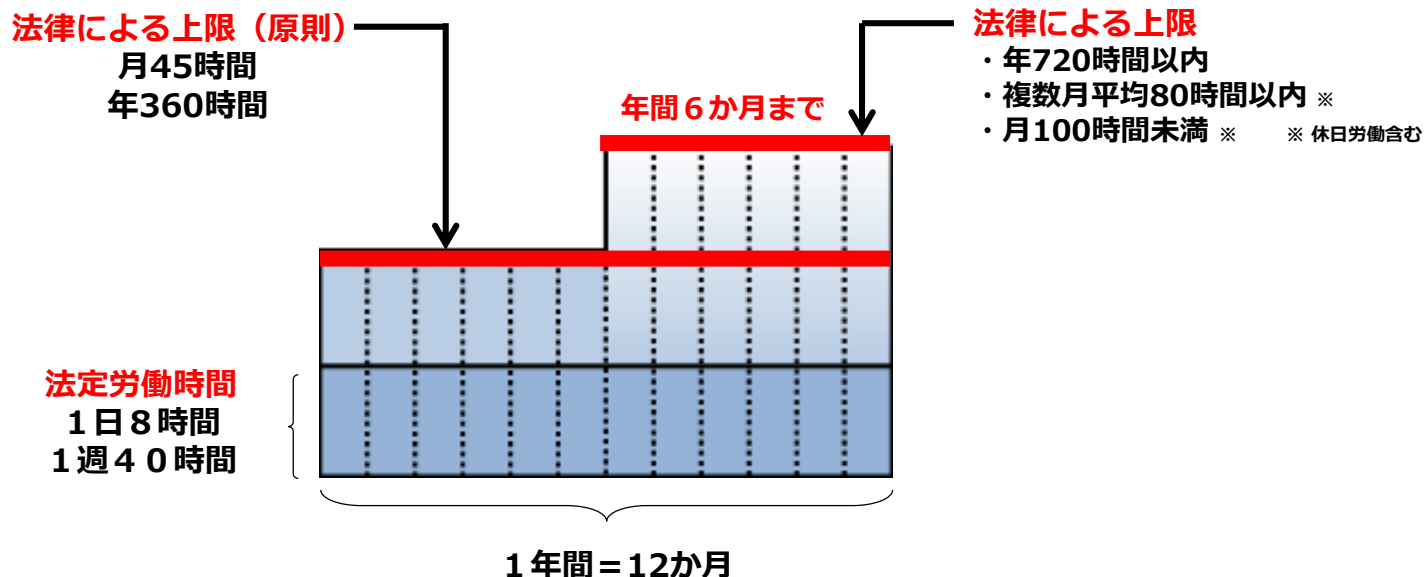 法律による上限（原則）
月45時間
年360時間
法律による上限
・年720時間以内
・複数月平均80時間以内 ※
・月100時間未満 ※ ※ 休日労働含む
年間６か月まで
法定労働時間
１日８時間
１週４０時間
１年間＝12か月